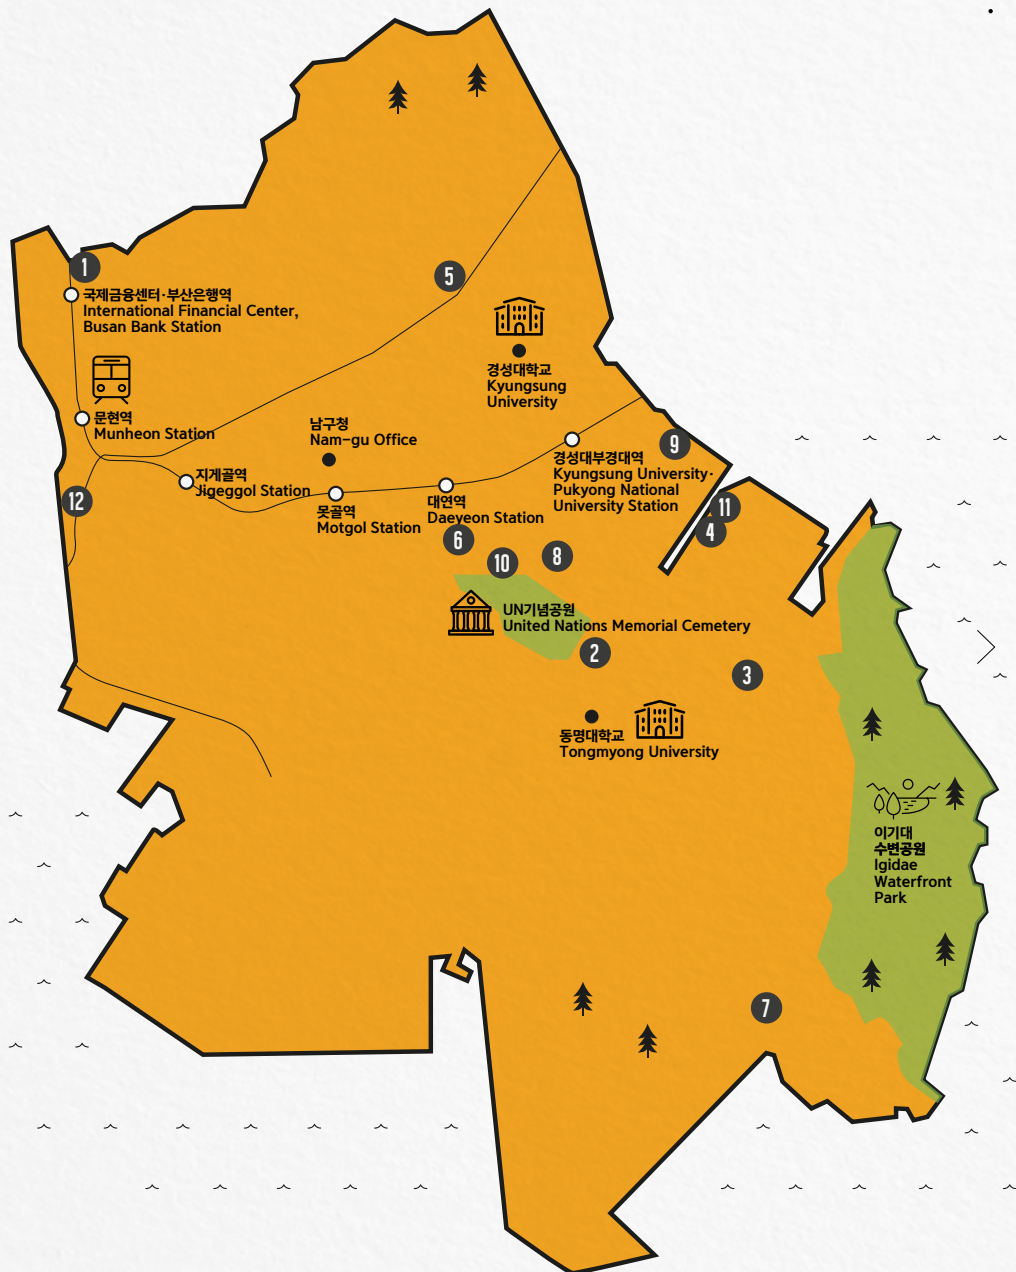 1
국제금융센터·부산은행역
International Financial Center,
Busan Bank Station
5
경성대학교
Kyungsung
University
문현역
Munheon Station
남구청
Nam-gu Office
9
경성대부경대역
Kyungsung University·
Pukyong National
University Station
지게골역
Jigeggol Station
12
못골역
Motgol Station
대연역
Daeyeon Station
11
4
6
10
8
UN기념공원
United Nations Memorial Cemetery
2
3
동명대학교
Tongmyong University
이기대
수변공원
Igidae
Waterfront
Park
7